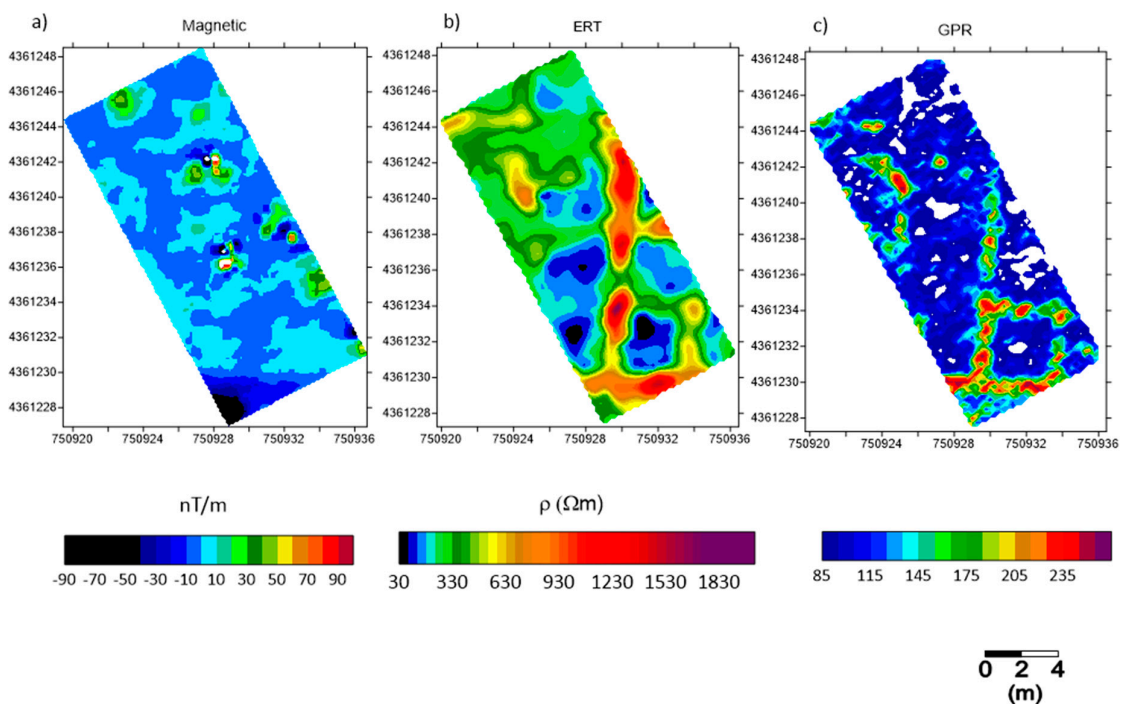 a) Magnetic
b) ERT
c) GPR
4361248
4361246
4361244
4361242
4361240
4361238
4361236
4361234
4361232
4361230
4361228
750920 750924 750928 750932 750936
4361248
4361246
4361244
4361242
4361240
4361238
4361236
4361234
4361232
4361230
4361228
750920 750924 750928 750932 750936
4361248
4361246
4361244
4361242
4361240
4361238
4361236
4361234
4361232
4361230
4361228
750920 750924 750928 750932 750936
nT/m
-90 -70 -50 -30 -10 10 30 50 70 90
ρ (Ωm)
30 330 630 930 1230 1530 1830
85 115 145 175 205 235
0 2 4
(m)